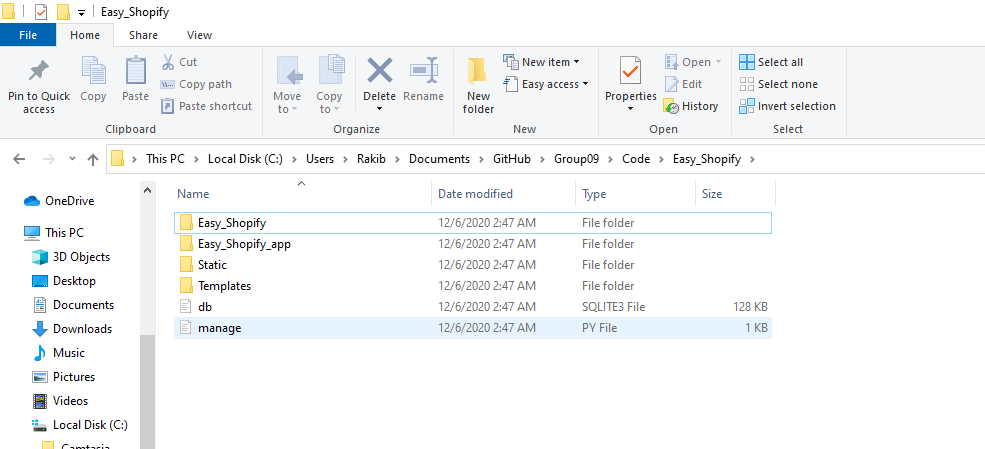 Easy_Shopify
File Home Share View
Pin to Quick access
Copy
Paste
Cut
Copy path
Paste shortcut
Clipboard
Move to
Copy to
Delete
Rename
Organize
New folder
New item
Easy access
New
Properties
Open
Edit
History
Open
Select all
Select none
Invert selection
Select
This PC > Local Disk (C:) > Users > Rakib > Documents > GitHub > Group09 > Code > Easy_Shopify >
OneDrive
This PC
3D Objects
Desktop
Documents
Downloads
Music
Pictures
Videos
Local Disk (C:)
Camtasia
Name Date modified Type Size
Easy_Shopify 12/6/2020 2:47 AM File folder
Easy_Shopify_app 12/6/2020 2:47 AM File folder
Static 12/6/2020 2:47 AM File folder
Templates 12/6/2020 2:47 AM File folder
db 12/6/2020 2:47 AM SQLITE3 File 128 KB
manage 12/6/2020 2:47 AM PY File 1 KB